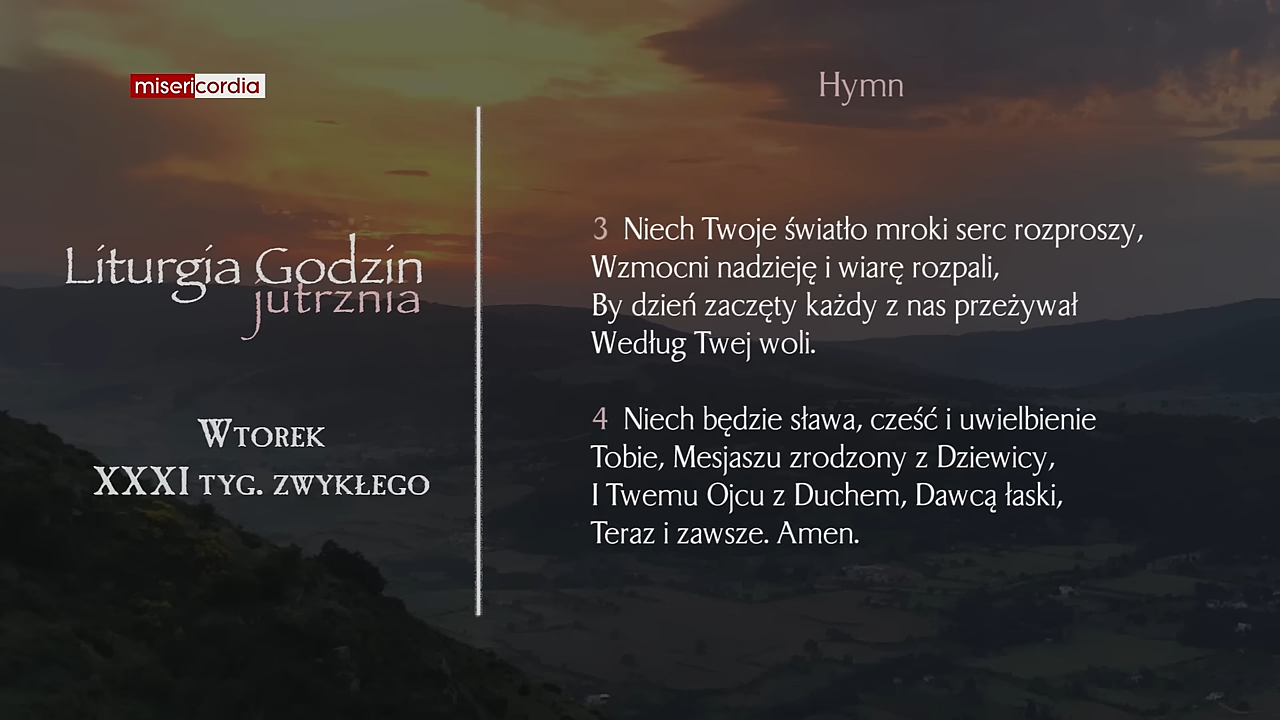 misericordia
Liturgia Godzin
jutrznia
Wtorek
XXXI tyg. zwykłego
Hymn
3 Niech Twoje światło mroki serc rozproszy,
Wzmocni nadzieję i wiarę rozpali,
By dzień zaczęty każdy z nas przeżywał
Według Twej woli.
4 Niech będzie sława, cześć i uwielbienie
Tobie, Mesjaszu zrodzony z Dziewicy,
I Twemu Ojcu z Duchem, Dawcą łaski,
Teraz i zawsze. Amen.